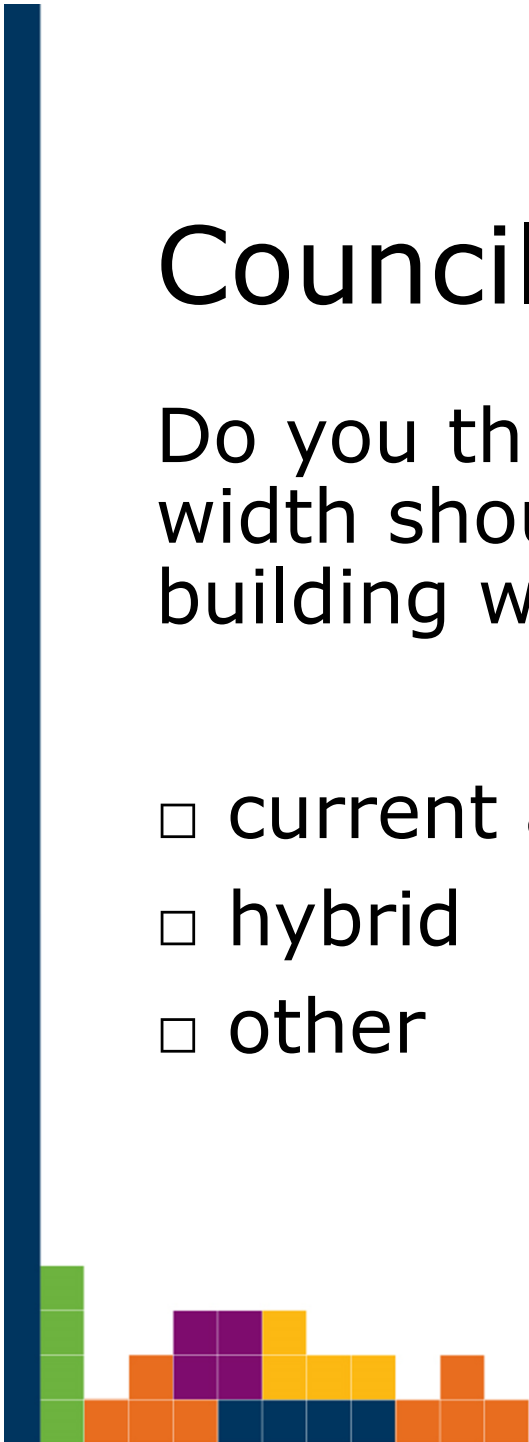 Council
Do you th
width shou
building w
□ current
□ hybrid
□ other